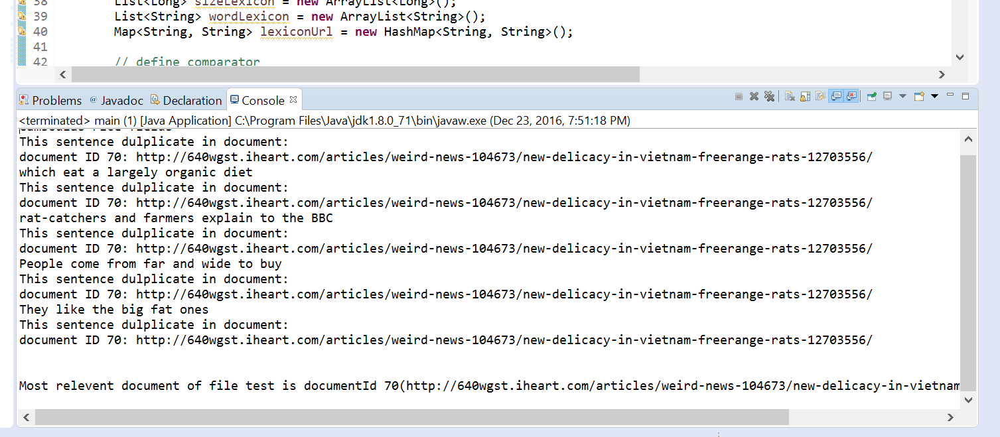 38 List<Long> sizeLexicon = new ArrayList<Long>();
39 List<String> wordLexicon = new ArrayList<String>();
40 Map<String, String> lexiconUrl = new HashMap<String, String>();
41
42 // define comparator
Problems @ Javadoc Declaration Console
<terminated> main (1) [Java Application] C:\Program Files\Java\jdk1.8.0_71\bin\javaw.exe (Dec 23, 2016, 7:51:18 PM)
This sentence dulplicate in document:
document ID 70: http://640wgst.iheart.com/articles/weird-news-104673/new-delicacy-in-vietnam-freerange-rats-12703556/
which eat a largely organic diet
This sentence dulplicate in document:
document ID 70: http://640wgst.iheart.com/articles/weird-news-104673/new-delicacy-in-vietnam-freerange-rats-12703556/
rat-catchers and farmers explain to the BBC
This sentence dulplicate in document:
document ID 70: http://640wgst.iheart.com/articles/weird-news-104673/new-delicacy-in-vietnam-freerange-rats-12703556/
People come from far and wide to buy
This sentence dulplicate in document:
document ID 70: http://640wgst.iheart.com/articles/weird-news-104673/new-delicacy-in-vietnam-freerange-rats-12703556/
They like the big fat ones
This sentence dulplicate in document:
document ID 70: http://640wgst.iheart.com/articles/weird-news-104673/new-delicacy-in-vietnam-freerange-rats-12703556/
Most relevent document of file test is documentId 70(http://640wgst.iheart.com/articles/weird-news-104673/new-delicacy-in-vietnam